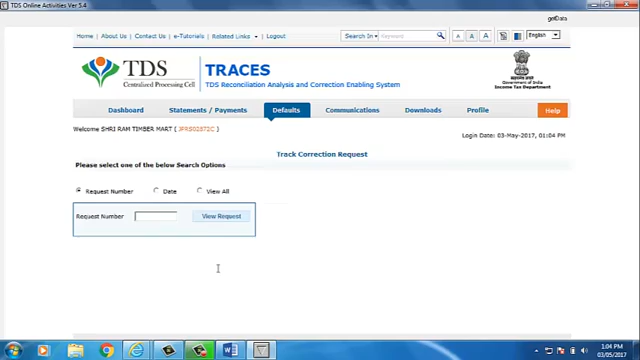 TDS Online Activities Ver 5.4
getData
Home | About Us | Contact Us | e-Tutorials | Related Links | Logout
Search In Keyword A A A English
TDS Centralized Processing Cell
TRACES
TDS Reconciliation Analysis and Correction Enabling System
Income Tax Department
Dashboard Statements / Payments Defaults Communications Downloads Profile Help
Welcome SHRI RAM TIMBER MART
Login Date: 03-May-2017, 01:04 PM
Track Correction Request
Please select one of the below Search Options
Request Number Date View All
Request Number View Request
1:04 PM
03/05/2017